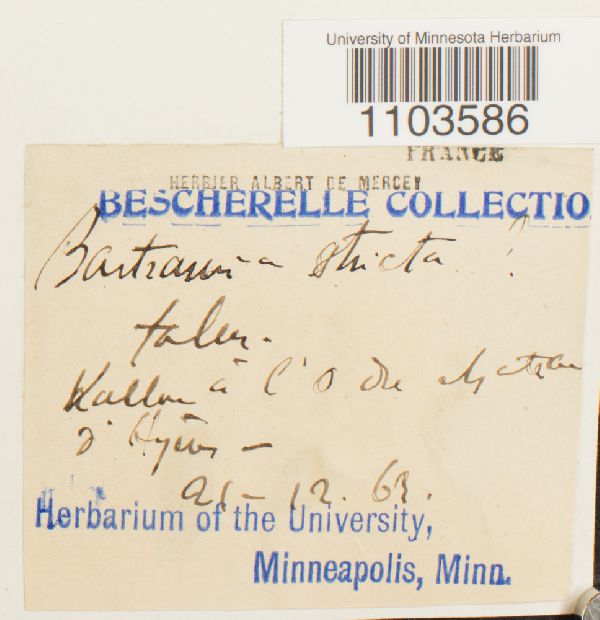 University of Minnesota Herbarium
1103586
FRANCE
HERBIER ALBERT DE MERCEY
BESCHERELLE COLLECTIO
Bartramia stricta ?
à l'O du
d'Hyères —
21 - 12. 63.
Herbarium of the University,
Minneapolis, Minn.